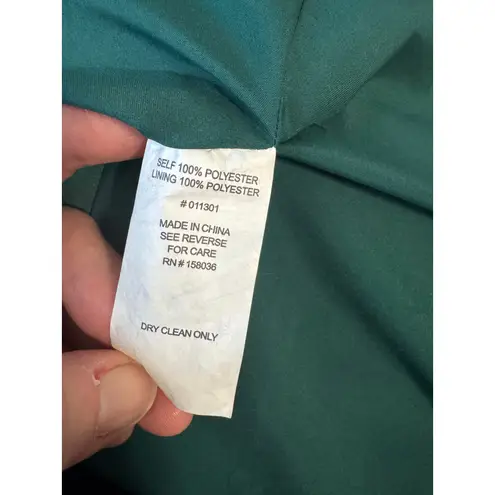 SELF 100% POLYESTER
LINING 100% POLYESTER
# 011301
MADE IN CHINA
SEE REVERSE
FOR CARE
RN # 158036
DRY CLEAN ONLY